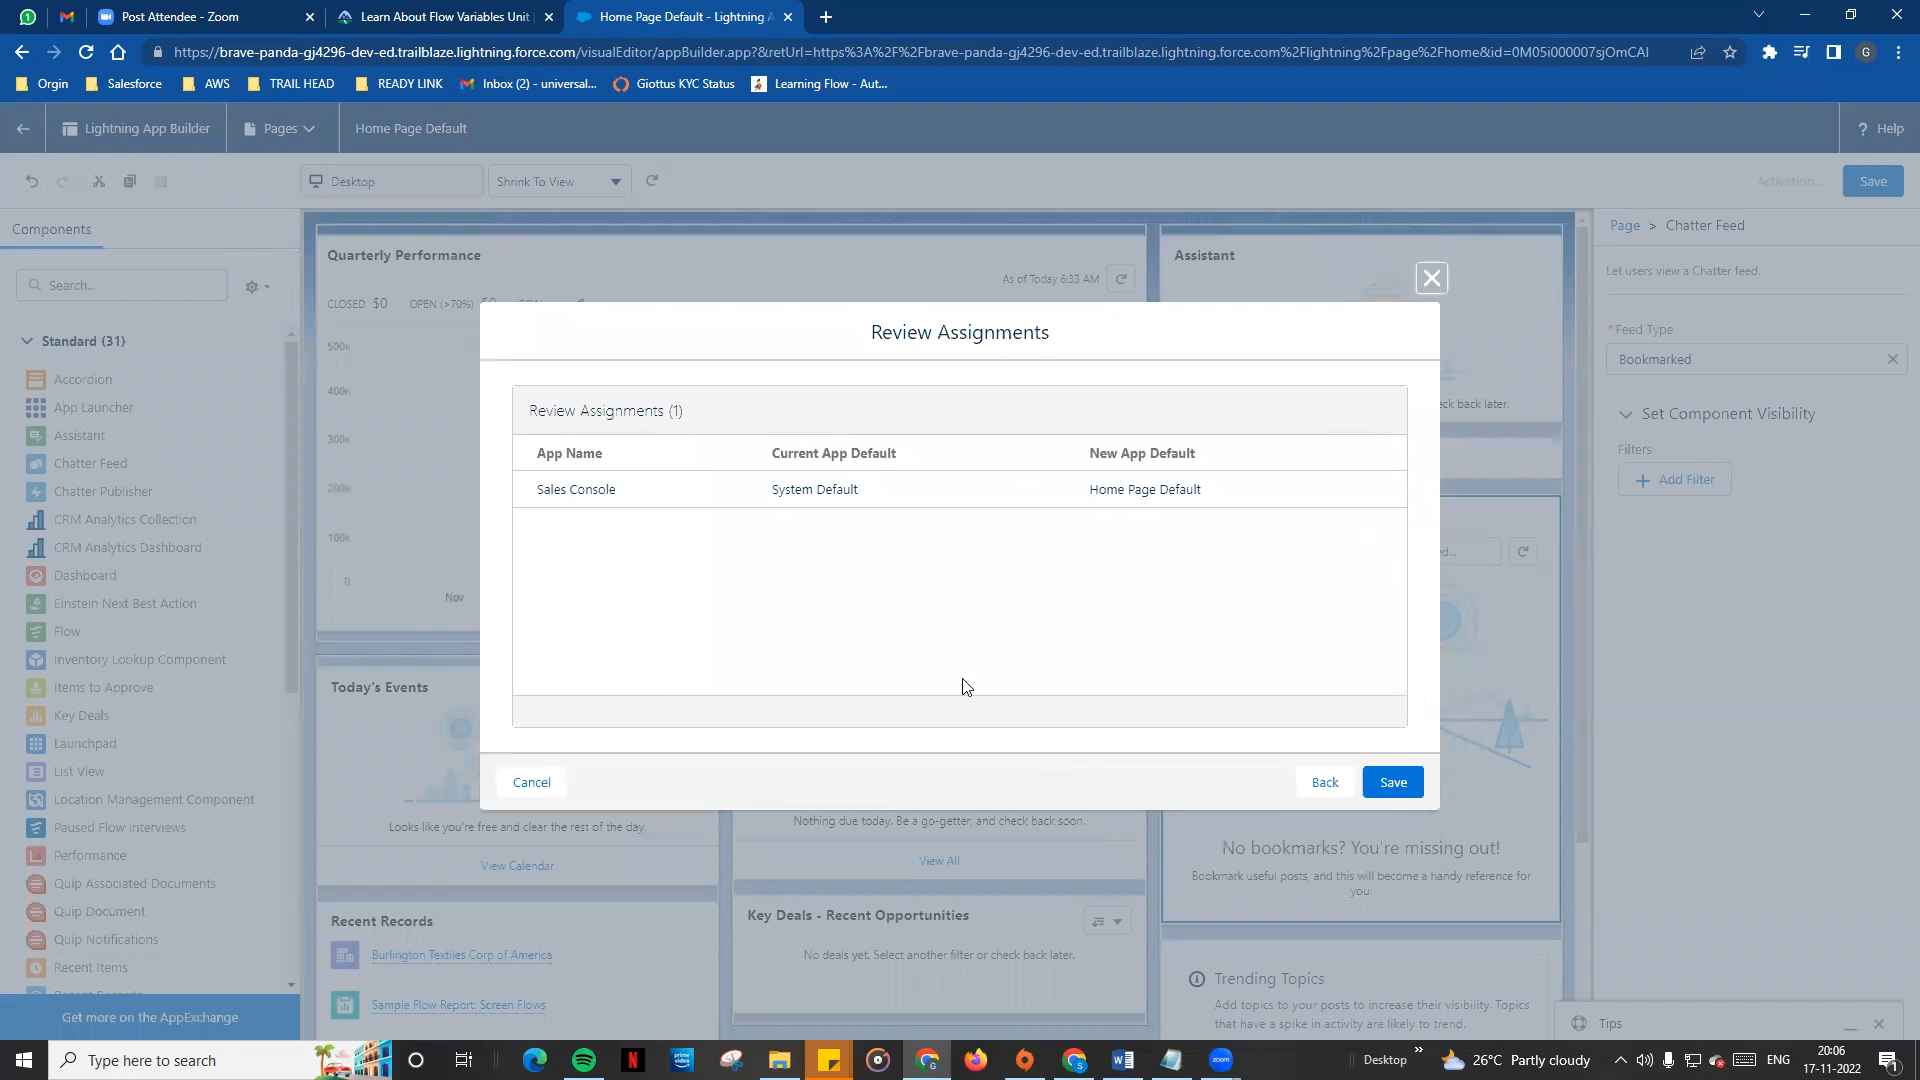 Post Attendee - Zoom
Learn About Flow Variables Unit
Home Page Default - Lightning A
https://brave-panda-gj4296-dev-ed.trailblaze.lightning.force.com/visualEditor/appBuilder.app?&retUrl=https%3A%2F%2Fbrave-panda-gj4296-dev-ed.trailblaze.lightning.force.com%2Flightning%2Fpage%2Fhome&id=0M05i000007sjOmCAI
G
Orgin
Salesforce
AWS
TRAIL HEAD
READY LINK
Inbox (2) - universal...
Giottus KYC Status
Learning Flow - Aut...
Lightning App Builder
Pages
Home Page Default
? Help
Desktop
Shrink To View
Activation...
Save
Components
Search...
Standard (31)
Accordion
App Launcher
Assistant
Chatter Feed
Chatter Publisher
CRM Analytics Collection
CRM Analytics Dashboard
Dashboard
Einstein Next Best Action
Flow
Inventory Lookup Component
Items to Approve
Key Deals
Launchpad
List View
Location Management Component
Paused Flow Interviews
Performance
Quip Associated Documents
Quip Document
Quip Notifications
Recent Items
Get more on the AppExchange
Quarterly Performance
As of Today 6:33 AM
CLOSED $0 OPEN (>70%)
500k
400k
300k
200k
100k
Nov
Assistant
ck back later.
Review Assignments
Review Assignments (1)
App Name Current App Default New App Default
Sales Console System Default Home Page Default
Cancel
Back
Save
Today's Events
Looks like you're free and clear the rest of the day.
View Calendar
Nothing due today. Be a go-getter, and check back soon.
View All
No bookmarks? You're missing out!
Bookmark useful posts, and this will become a handy reference for
you.
Recent Records
Burlington Textiles Corp of America
Sample Flow Report: Screen Flows
Key Deals - Recent Opportunities
No deals yet. Select another filter or check back later.
Trending Topics
Add topics to your posts to increase their visibility. Topics
that have a spike in activity are likely to trend.
Page > Chatter Feed
Let users view a Chatter feed.
*Feed Type
Bookmarked
Set Component Visibility
Filters
+ Add Filter
Tips
Type here to search
Desktop
26°C Partly cloudy
ENG
20:06
17-11-2022